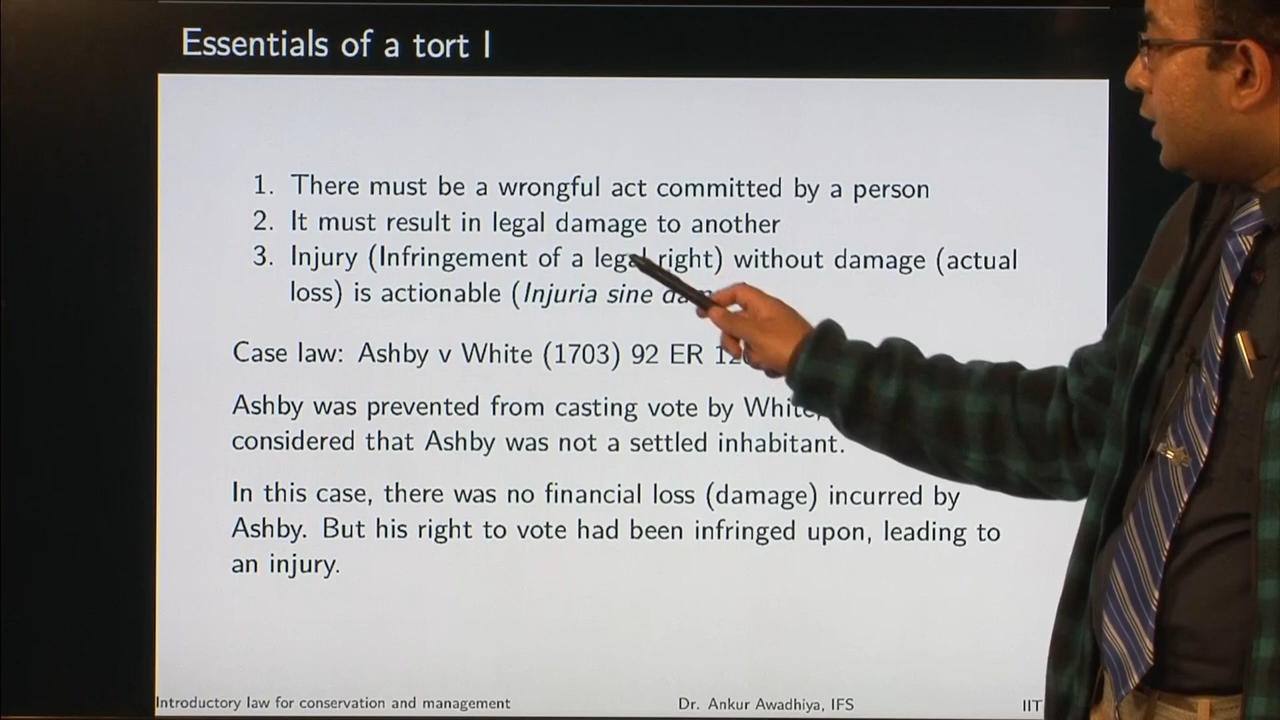 Essentials of a tort I
1. There must be a wrongful act committed by a person
2. It must result in legal damage to another
3. Injury (Infringement of a legal right) without damage (actual
loss) is actionable (Injuria sine
Case law: Ashby v White (1703) 92 ER
Ashby was prevented from casting vote by White,
considered that Ashby was not a settled inhabitant.
In this case, there was no financial loss (damage) incurred by
Ashby. But his right to vote had been infringed upon, leading to
an injury.
Introductory law for conservation and management Dr. Ankur Awadhiya, IFS IIT